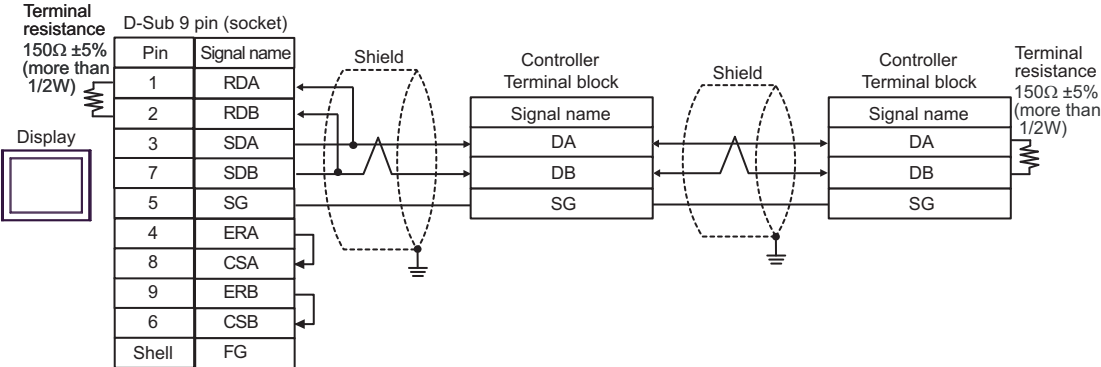 Terminal
resistance
150Ω ±5%
(more than
1/2W)
D-Sub 9 pin (socket)
Pin Signal name
1 RDA
2 RDB
3 SDA
7 SDB
5 SG
4 ERA
8 CSA
9 ERB
6 CSB
Shell FG
Display
Shield
Controller
Terminal block
Signal name
DA
DB
SG
Shield
Controller
Terminal block
Signal name
DA
DB
SG
Terminal
resistance
150Ω ±5%
(more than
1/2W)